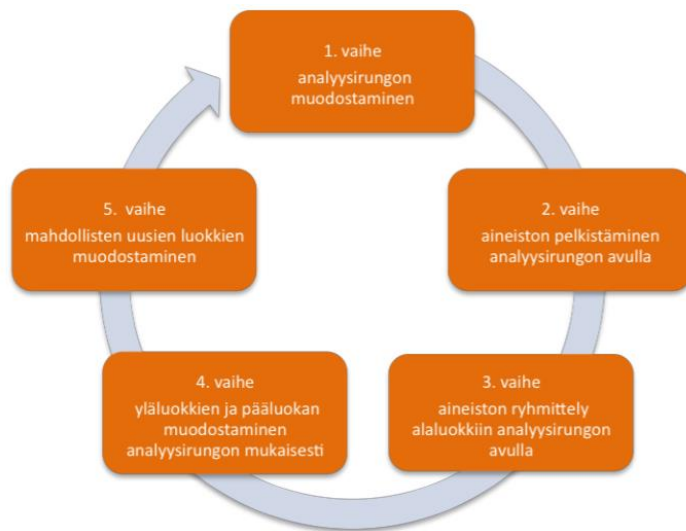 1. vaihe
analyysirungon
muodostaminen
2. vaihe
aineiston pelkistäminen
analyysirungon avulla
3. vaihe
aineiston ryhmittely
alaluokkiin analyysirungon
avulla
4. vaihe
yläluokkien ja pääluokan
muodostaminen
analyysirungon mukaisesti
5. vaihe
mahdollisten uusien luokkien
muodostaminen